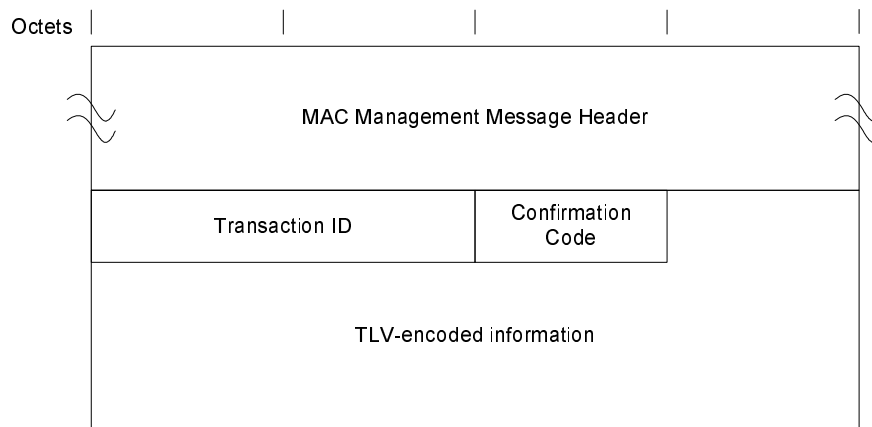 Octets
MAC Management Message Header
Transaction ID
Confirmation
Code
TLV-encoded information